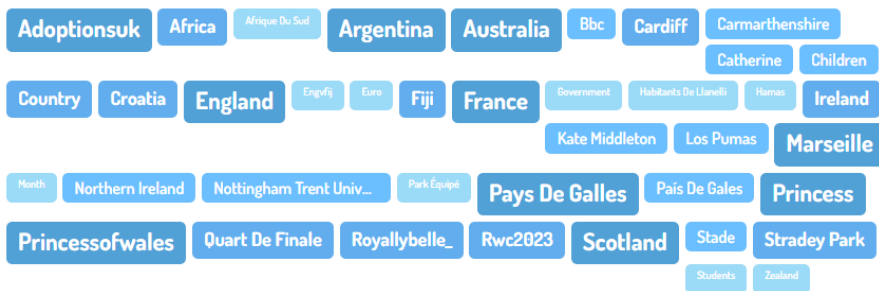 Adoptionsuk Africa Afrique Du Sud Argentina Australia Bbc Cardiff Carmarthenshire
Catherine Children
Country Croatia England Engvfij Euro Fiji France Government Habitants De Llanelli Hamas Ireland
Kate Middleton Los Pumas Marseille
Month Northern Ireland Nottingham Trent Univ... Park Équipé Pays De Galles País De Gales Princess
Princessofwales Quart De Finale Royallybelle_ Rwc2023 Scotland Stade Stradey Park
Students Zealand